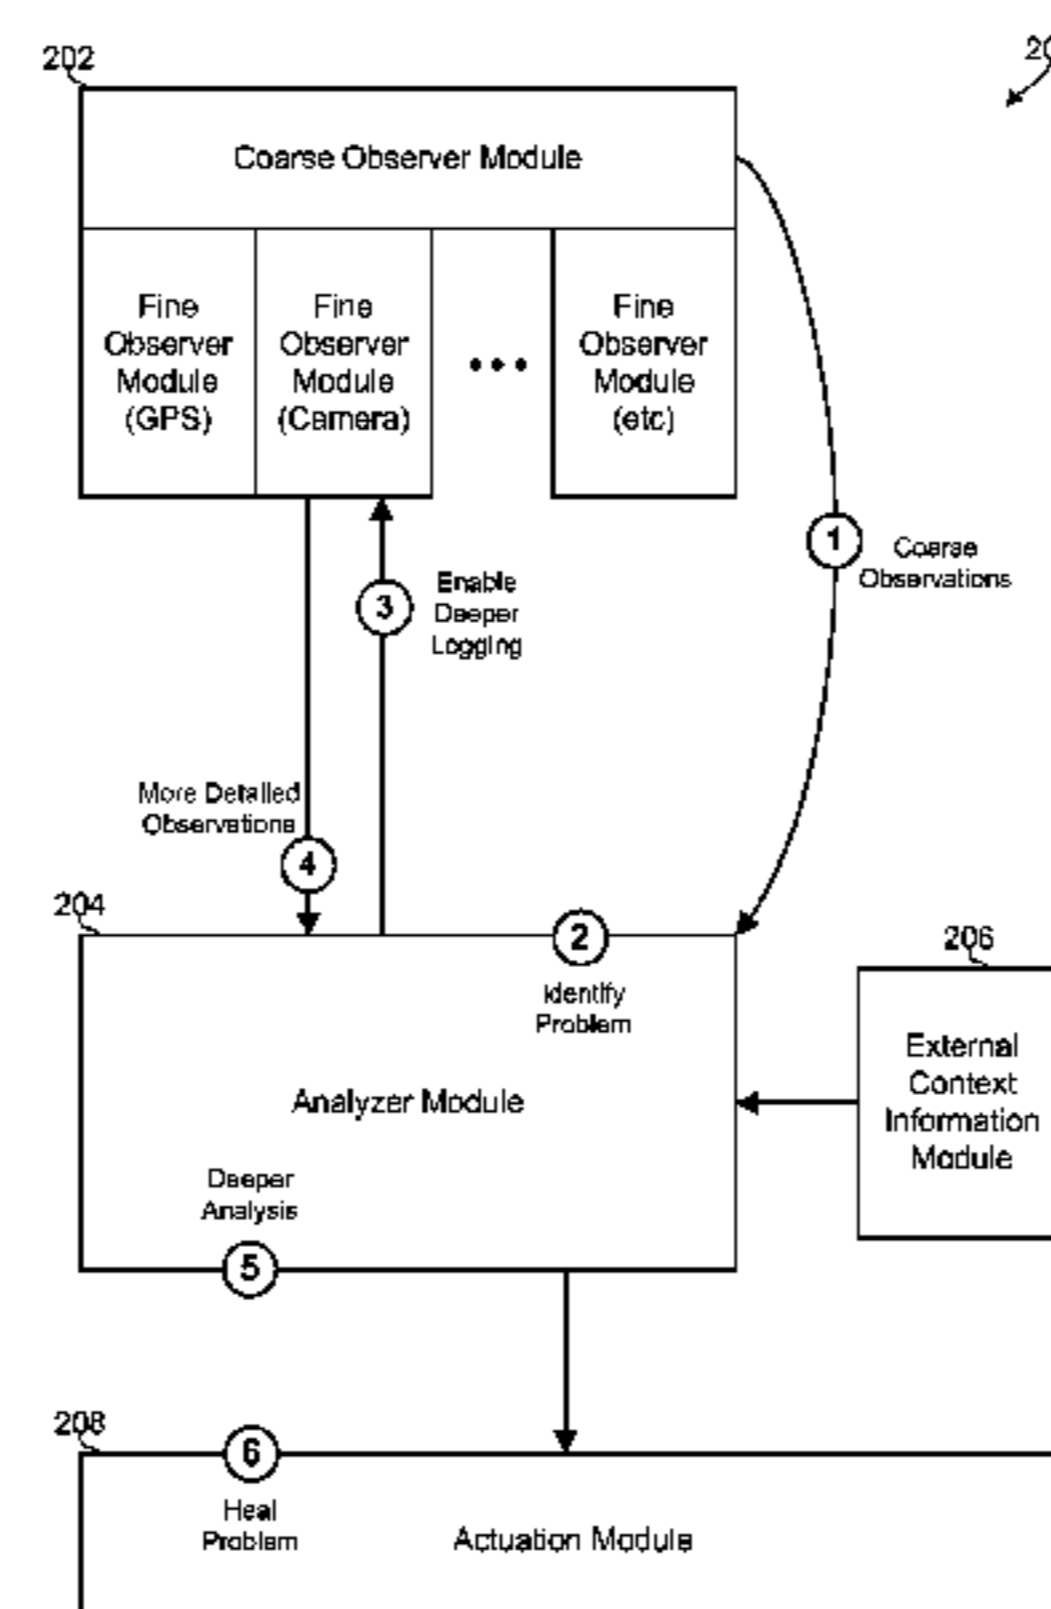 202
20
Coarse Observer Module
Fine
Observer
Module
(GPS)
Fine
Observer
Module
(Camera)
•••
Fine
Observer
Module
(etc)
1
Coarse
Observations
3
Enable
Deeper
Logging
More Detailed
Observations
4
204
2
Identify
Problem
206
External
Context
Information
Module
Analyzer Module
Deeper
Analysis
5
208
6
Heal
Problem
Actuation Module